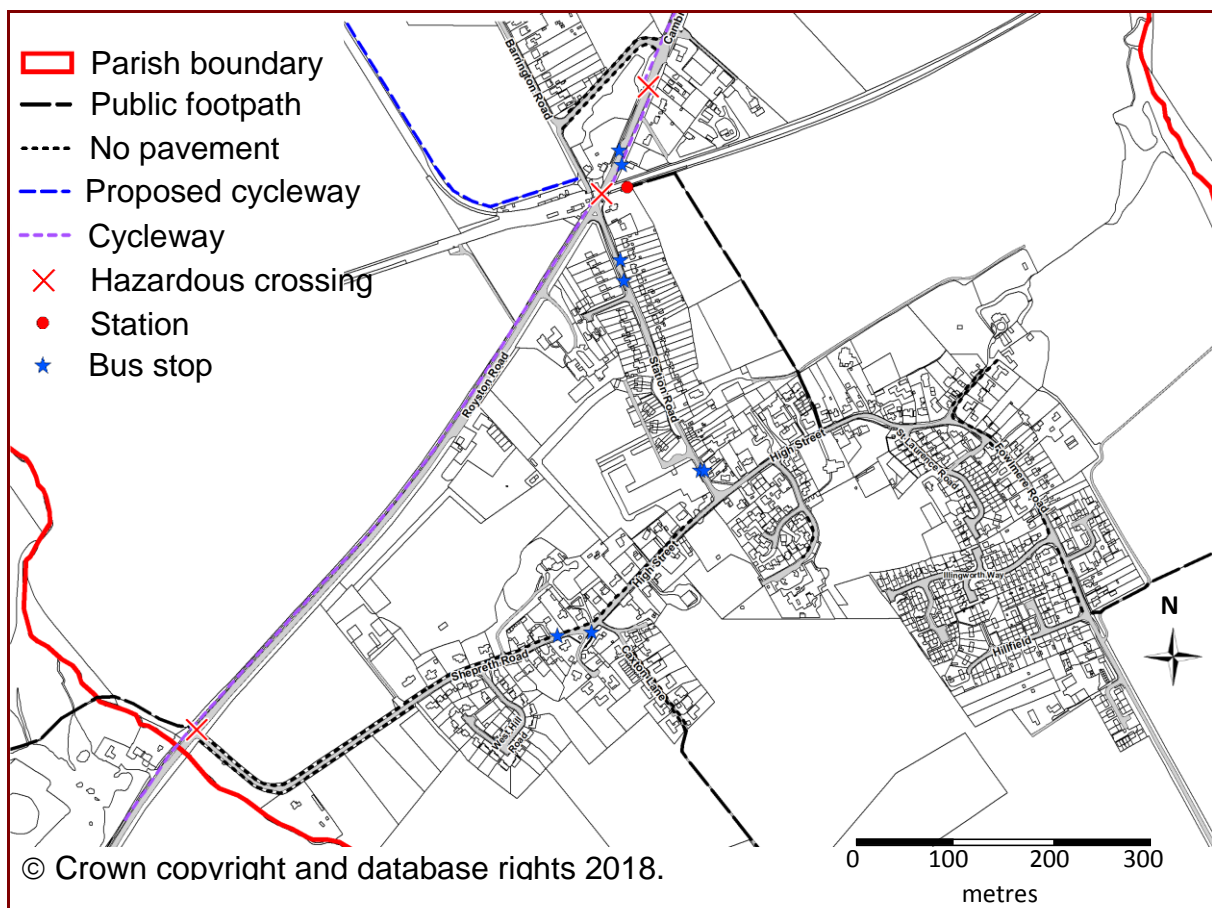 Parish boundary
Public footpath
No pavement
Proposed cycleway
Cycleway
Hazardous crossing
Station
Bus stop
Barrington Road
Camb
Royston Road
Station Road
High Street
St Laurence Road
Fowlmere Road
Illingworth Way
Hillfield
High Street
Caxton Lane
Shepreth Road
West Hill Road
N
0 100 200 300
metres
© Crown copyright and database rights 2018.